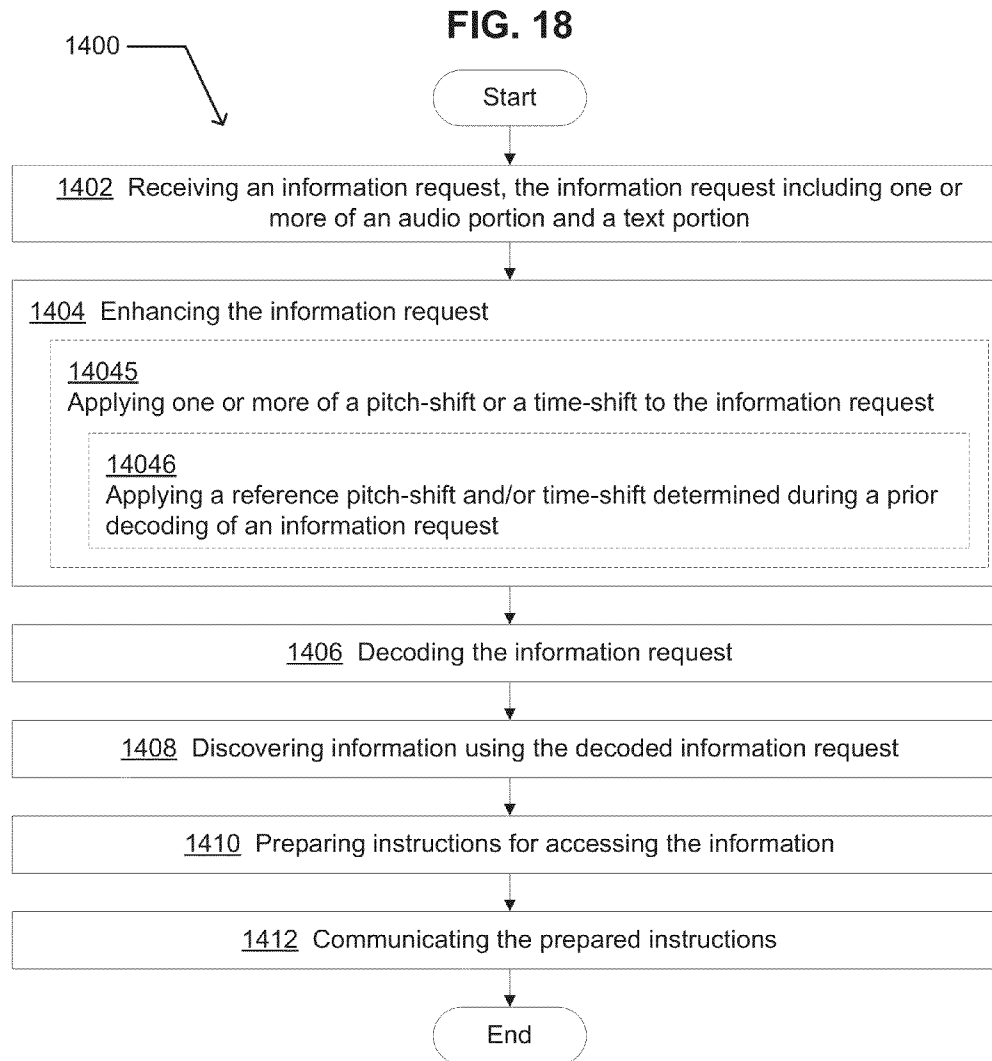 FIG. 18
1400
Start
1402 Receiving an information request, the information request including one or
more of an audio portion and a text portion
1404 Enhancing the information request
14045
Applying one or more of a pitch-shift or a time-shift to the information request
14046
Applying a reference pitch-shift and/or time-shift determined during a prior
decoding of an information request
1406 Decoding the information request
1408 Discovering information using the decoded information request
1410 Preparing instructions for accessing the information
1412 Communicating the prepared instructions
End